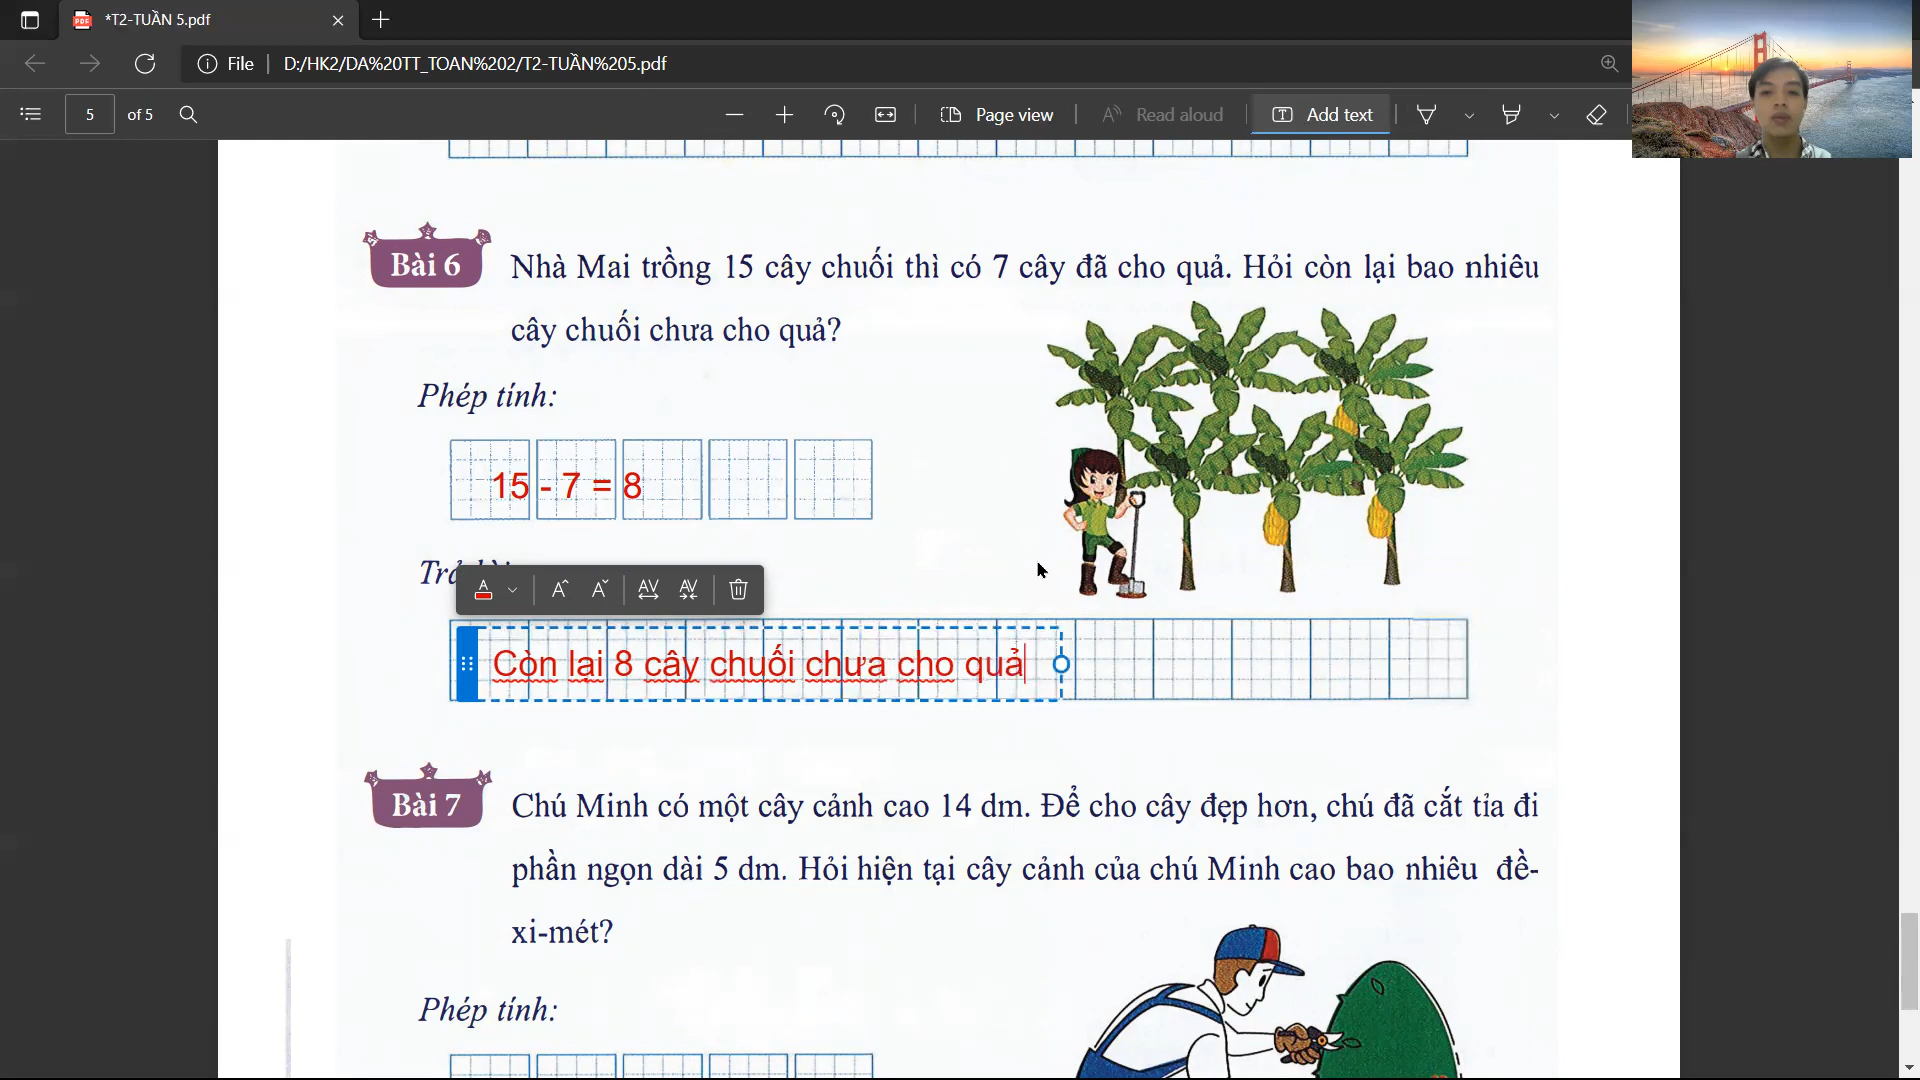 *T2-TUẦN 5.pdf
File D:/HK2/DA%20TT_TOAN%202/T2-TUẦN%205.pdf
5 of 5 Page view Read aloud Add text
Bài 6 Nhà Mai trồng 15 cây chuối thì có 7 cây đã cho quả. Hỏi còn lại bao nhiêu
cây chuối chưa cho quả?
Phép tính:
15 - 7 = 8
Còn lại 8 cây chuối chưa cho quả
Bài 7 Chú Minh có một cây cảnh cao 14 dm. Để cho cây đẹp hơn, chú đã cắt tỉa đi
phần ngọn dài 5 dm. Hỏi hiện tại cây cảnh của chú Minh cao bao nhiêu đề-
xi-mét?
Phép tính: